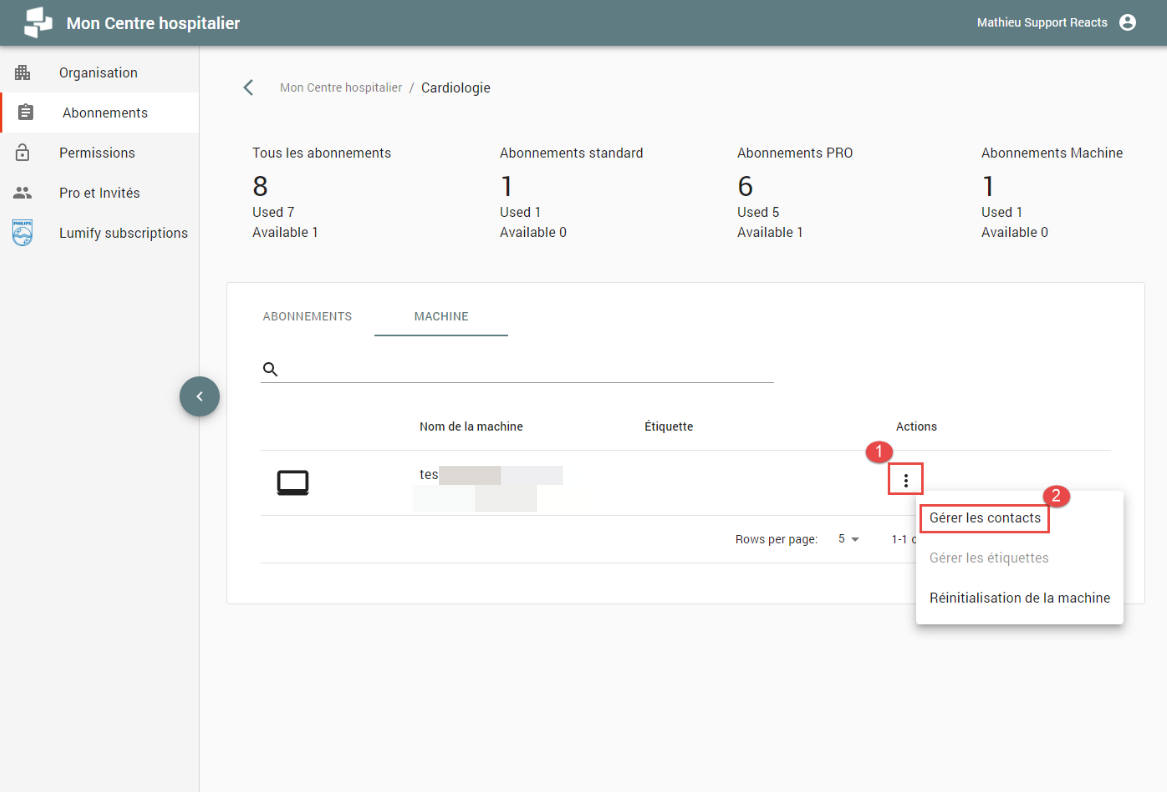 Mon Centre hospitalier
Mathieu Support Reacts
Organisation
Abonnements
Permissions
Pro et Invités
PHILIPS
Lumify subscriptions
Mon Centre hospitalier / Cardiologie
Tous les abonnements
8
Used 7
Available 1
Abonnements standard
1
Used 1
Available 0
Abonnements PRO
6
Used 5
Available 1
Abonnements Machine
1
Used 1
Available 0
ABONNEMENTS
MACHINE
Nom de la machine
Étiquette
Actions
tes
1
2
Gérer les contacts
Gérer les étiquettes
Réinitialisation de la machine
Rows per page: 5
1-1